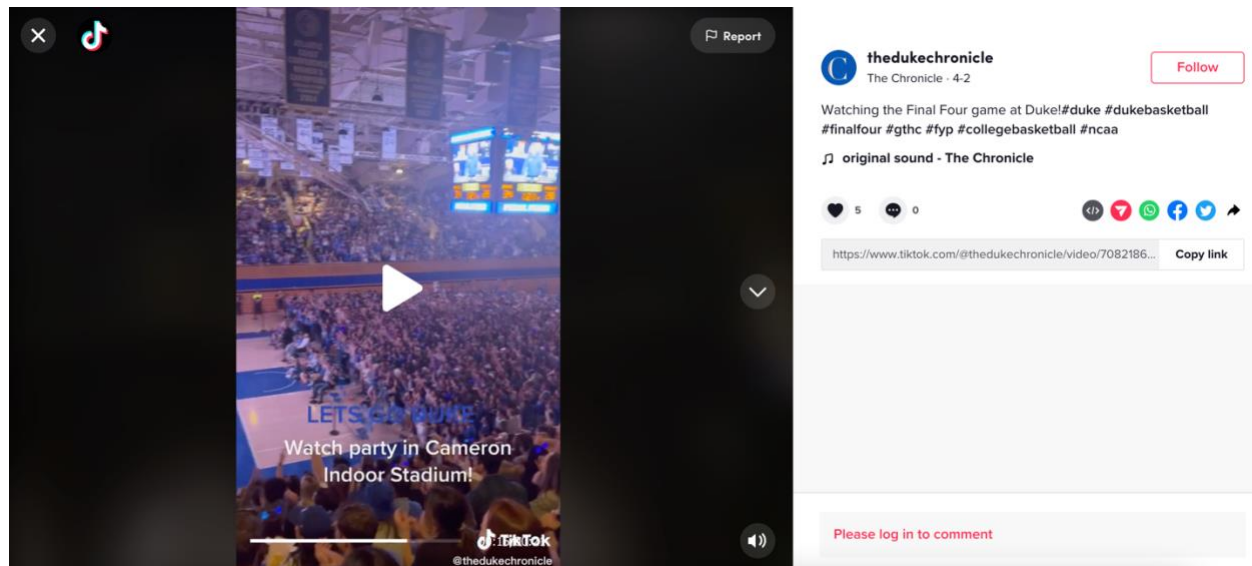 Report
LETS GO DUKE
Watch party in Cameron
Indoor Stadium!
TikTok
@thedukechronicle
thedukechronicle
The Chronicle · 4-2
Follow
Watching the Final Four game at Duke!#duke #dukebasketball
#finalfour #gthc #fyp #collegebasketball #ncaa
original sound - The Chronicle
5
0
https://www.tiktok.com/@thedukechronicle/video/7082186...
Copy link
Please log in to comment